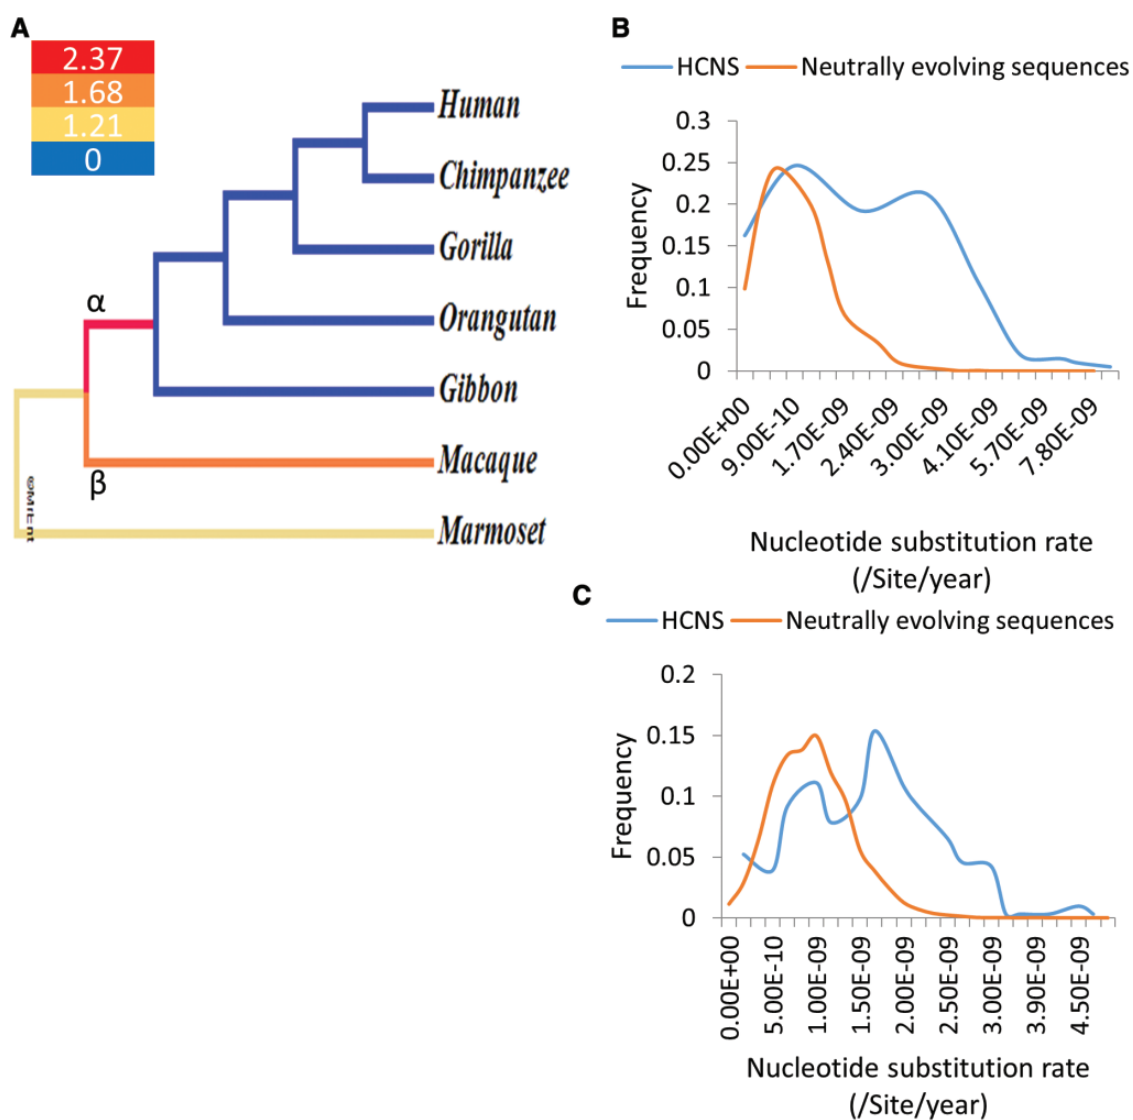 A
2.37
1.68
1.21
0
Human
Chimpanzee
Gorilla
Orangutan
Gibbon
Macaque
Marmoset
α
β
B
HCNS Neutrally evolving sequences
Frequency
0.3
0.25
0.2
0.15
0.1
0.05
0
0.00E+00 9.00E-10 1.70E-09 2.40E-09 3.00E-09 4.10E-09 5.70E-09 7.80E-09
Nucleotide substitution rate
(/Site/year)
C
HCNS Neutrally evolving sequences
Frequency
0.2
0.15
0.1
0.05
0
0.00E+00 5.00E-10 1.00E-09 1.50E-09 2.00E-09 2.50E-09 3.00E-09 3.90E-09 4.50E-09
Nucleotide substitution rate
(/Site/year)